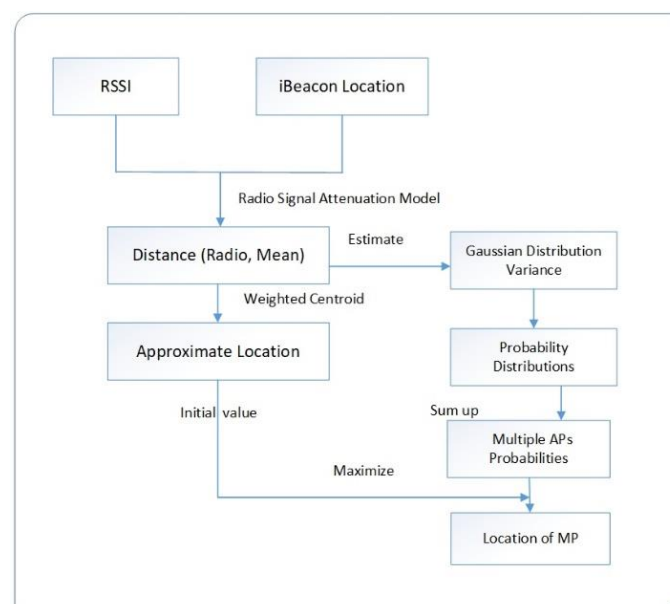 RSSI
iBeacon Location
Radio Signal Attenuation Model
Distance (Radio, Mean)
Estimate
Gaussian Distribution
Variance
Weighted Centroid
Approximate Location
Probability
Distributions
Initial value
Sum up
Multiple APs
Probabilities
Maximize
Location of MP